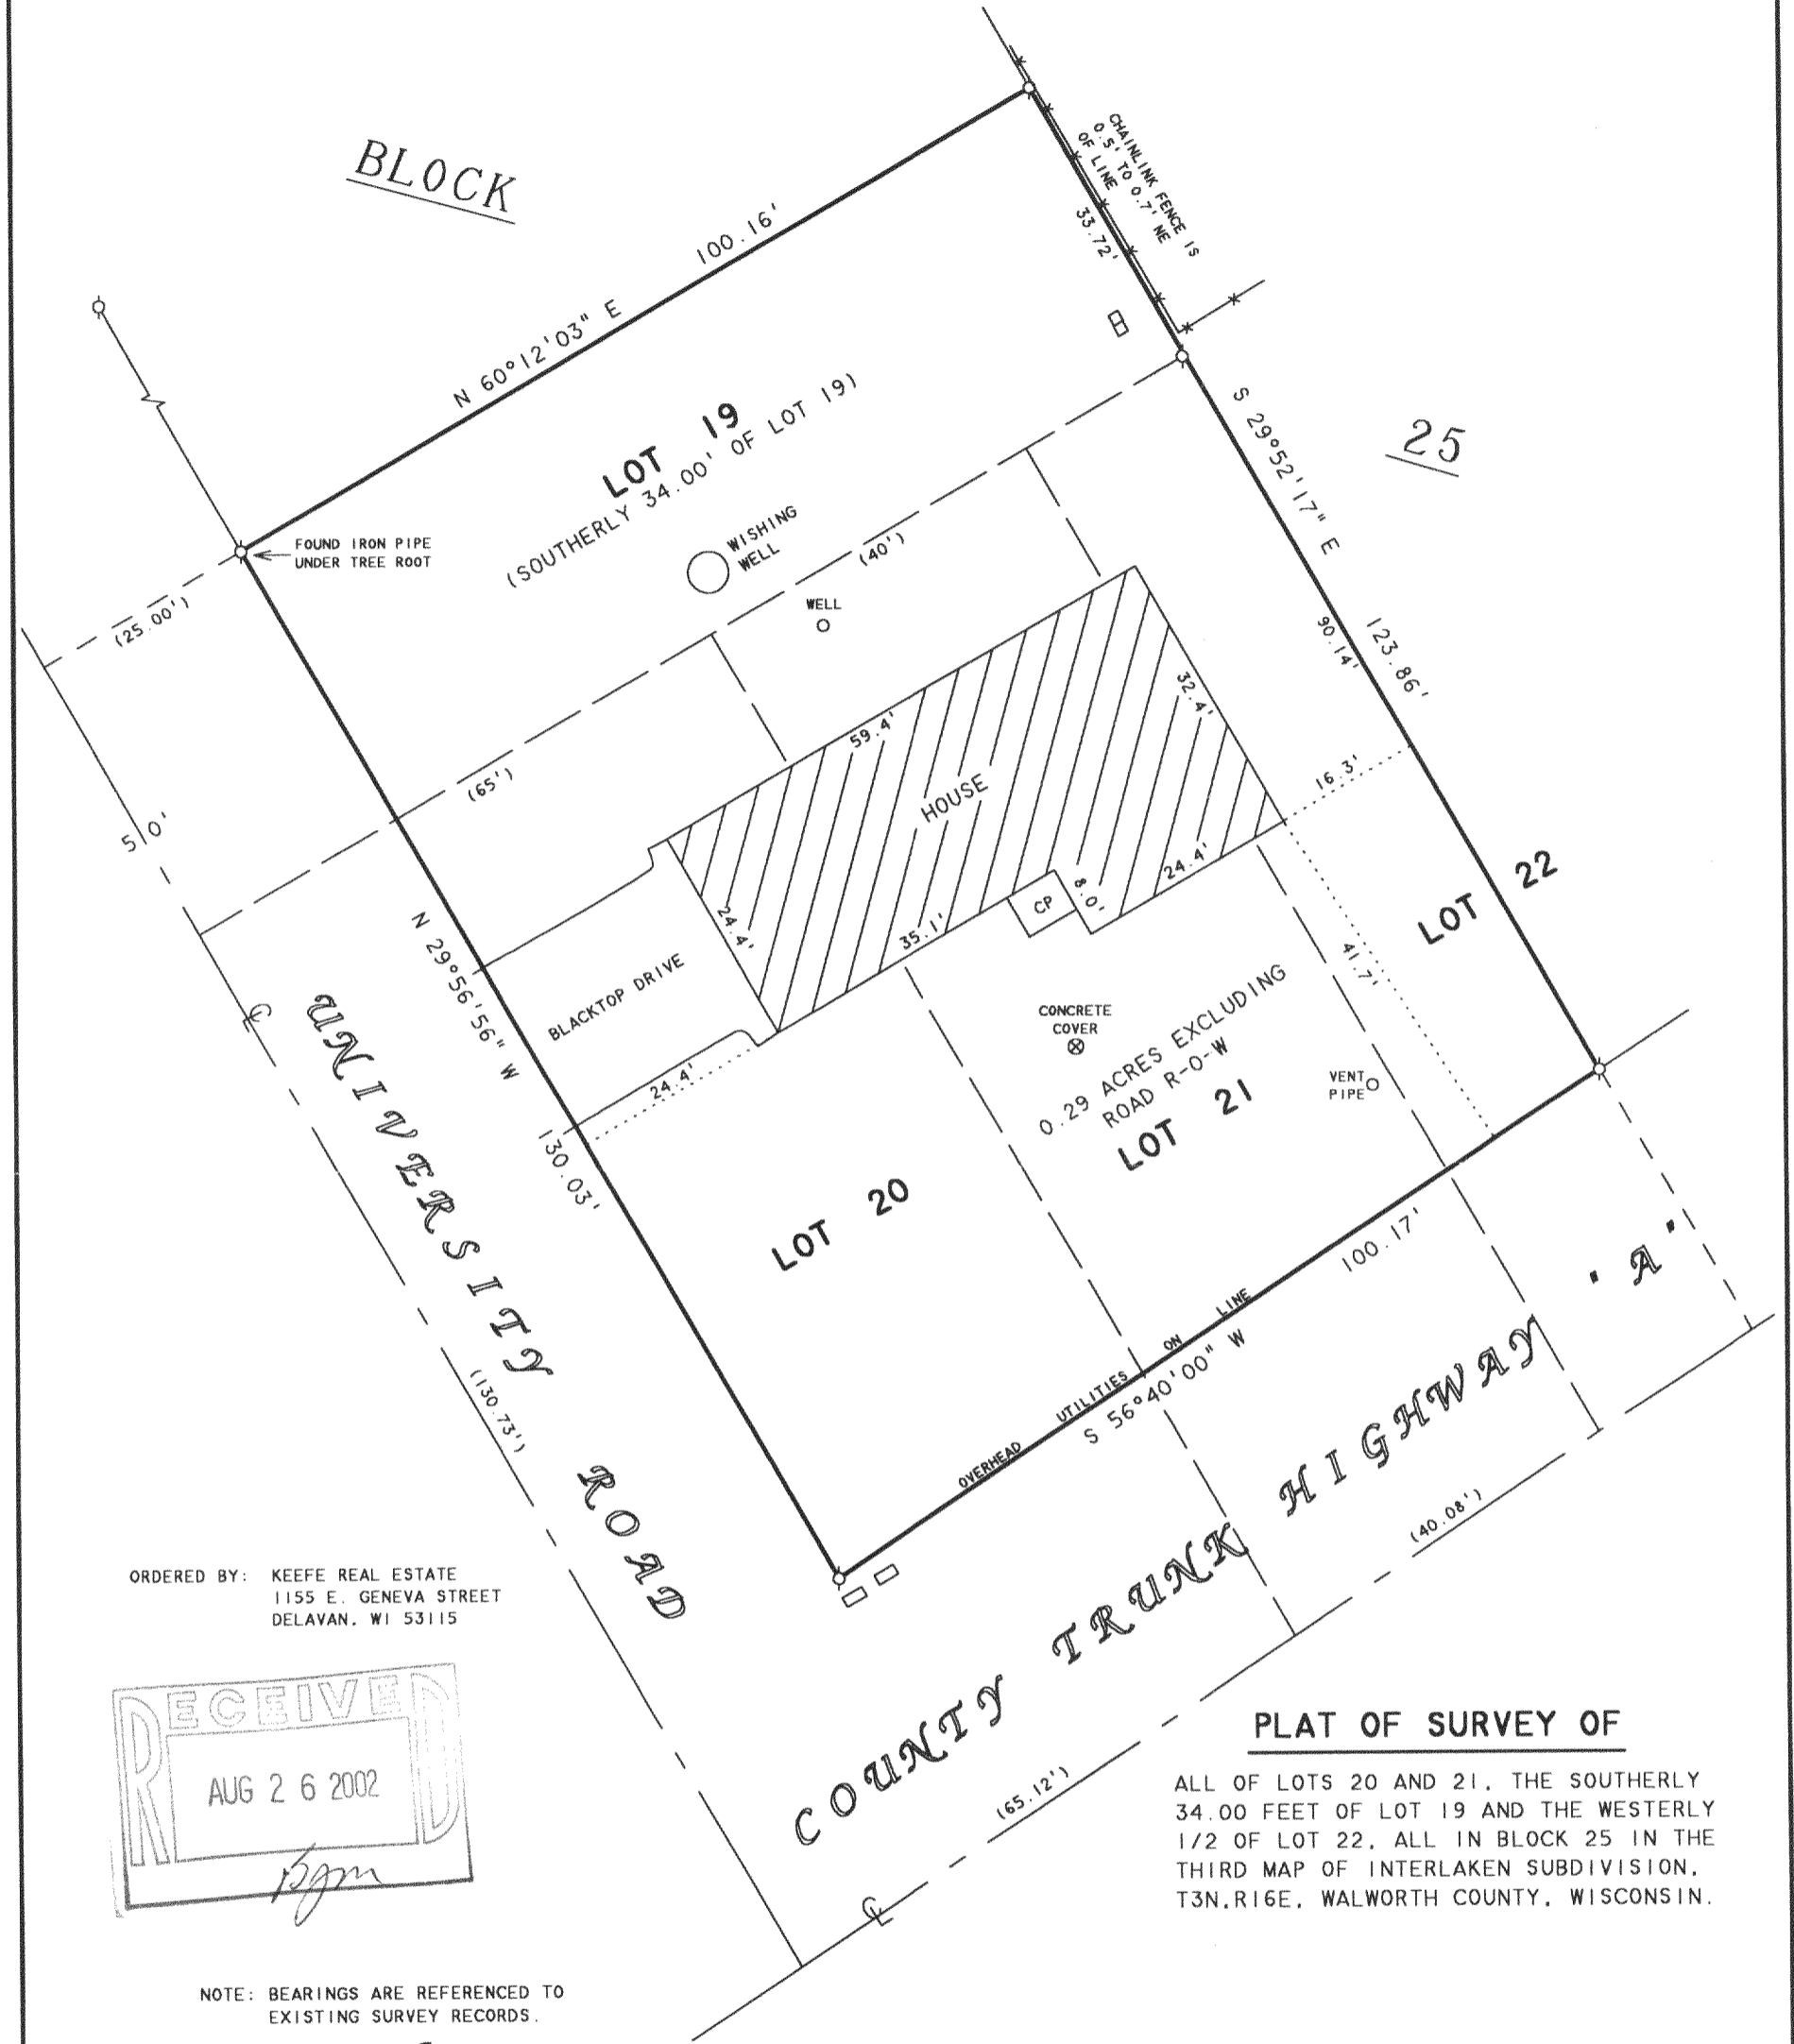 BLOCK
CHAINLINK FENCE IS
0.5' TO 0.7' NE
OF LINE
33.72'
100.16'
N 60°12'03" E
25
LOT 19
(SOUTHERLY 34.00' OF LOT 19)
S 29°52'17" E
123.86'
90.14'
FOUND IRON PIPE
UNDER TREE ROOT
(25.00')
WISHING
WELL
(40')
WELL
(65')
50'
59.4'
HOUSE
32.4'
16.3'
24.4'
35.1'
CP
8.0'
24.4'
41.7'
LOT 22
BLACKTOP DRIVE
24.4'
N 29°56'56" W
130.03'
CONCRETE
COVER
0.29 ACRES EXCLUDING
ROAD R-O-W
LOT 21
VENT
PIPE
LOT 20
℄
UNIVERSITY ROAD
(130.73')
100.17'
OVERHEAD UTILITIES ON LINE
S 56°40'00" W
COUNTY TRUNK HIGHWAY "A"
(40.08')
(65.12')
℄
ORDERED BY: KEEFE REAL ESTATE
1155 E. GENEVA STREET
DELAVAN, WI 53115
RECEIVED
AUG 26 2002
PLAT OF SURVEY OF
ALL OF LOTS 20 AND 21, THE SOUTHERLY
34.00 FEET OF LOT 19 AND THE WESTERLY
1/2 OF LOT 22, ALL IN BLOCK 25 IN THE
THIRD MAP OF INTERLAKEN SUBDIVISION,
T3N,R16E, WALWORTH COUNTY, WISCONSIN.
NOTE: BEARINGS ARE REFERENCED TO
EXISTING SURVEY RECORDS.